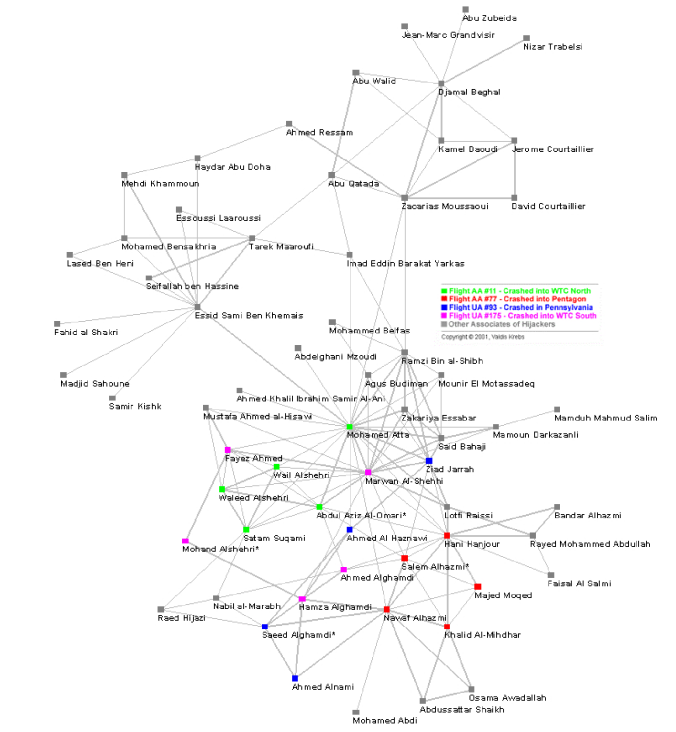 Abu Zubeida
Jean-Marc Grandvisir
Nizar Trabelsi
Abu Walid
Djamal Beghal
Ahmed Ressam
Kamel Daoudi
Jerome Courtaillier
Haydar Abu Doha
Mehdi Khammoun
Abu Qatada
Zacarias Moussaoui
David Courtaillier
Essoussi Laaroussi
Mohamed Bensakhria
Tarek Maaroufi
Lased Ben Heni
Imad Eddin Barakat Yarkas
Seifallah ben Hassine
Flight AA #11 - Crashed into WTC North
Flight AA #77 - Crashed into Pentagon
Flight UA #93 - Crashed in Pennsylvania
Flight UA #175 - Crashed into WTC South
Other Associates of Hijackers
Copyright © 2001, Valdis Krebs
Essid Sami Ben Khemais
Fahid al Shakri
Mohammed Belfas
Abdelghani Mzoudi
Ramzi Bin al-Shibh
Madjid Sahoune
Agus Budiman
Mounir El Motassadeq
Samir Kishk
Ahmed Khalil Ibrahim Samir Al-Ani
Mustafa Ahmed al-Hisawi
Zakariya Essabar
Mamduh Mahmud Salim
Mohamed Atta
Mamoun Darkazanli
Said Bahaji
Fayez Ahmed
Ziad Jarrah
Wail Alshehri
Marwan Al-Shehhi
Waleed Alshehri
Abdul Aziz Al-Omari*
Lotfi Raissi
Bandar Alhazmi
Satam Suqami
Ahmed Al Haznawi
Hani Hanjour
Rayed Mohammed Abdullah
Mohand Alshehri*
Salem Alhazmi*
Ahmed Alghamdi
Faisal Al Salmi
Majed Moqed
Nabil al-Marabh
Hamza Alghamdi
Raed Hijazi
Nawaf Alhazmi
Saeed Alghamdi*
Khalid Al-Mihdhar
Ahmed Alnami
Osama Awadallah
Abdussattar Shaikh
Mohamed Abdi